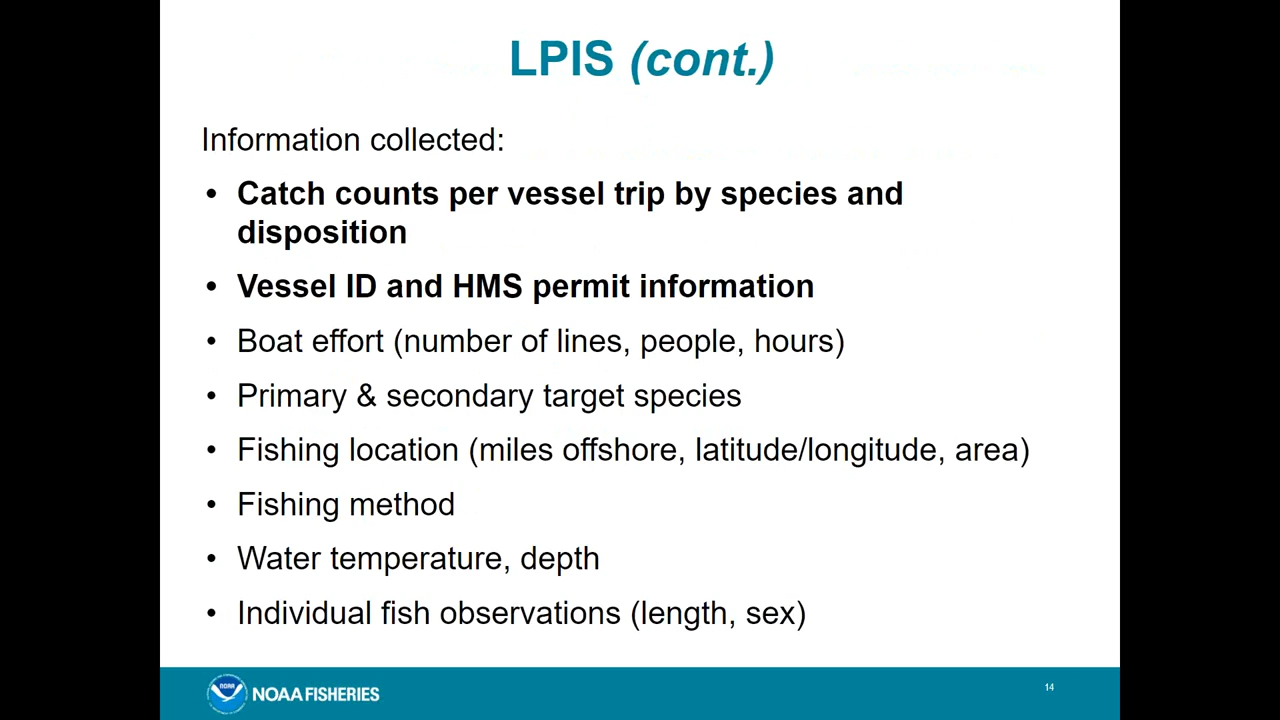 LPIS (cont.)
Information collected:
• Catch counts per vessel trip by species and
disposition
• Vessel ID and HMS permit information
• Boat effort (number of lines, people, hours)
• Primary & secondary target species
• Fishing location (miles offshore, latitude/longitude, area)
• Fishing method
• Water temperature, depth
• Individual fish observations (length, sex)
NOAA
NOAA FISHERIES
14